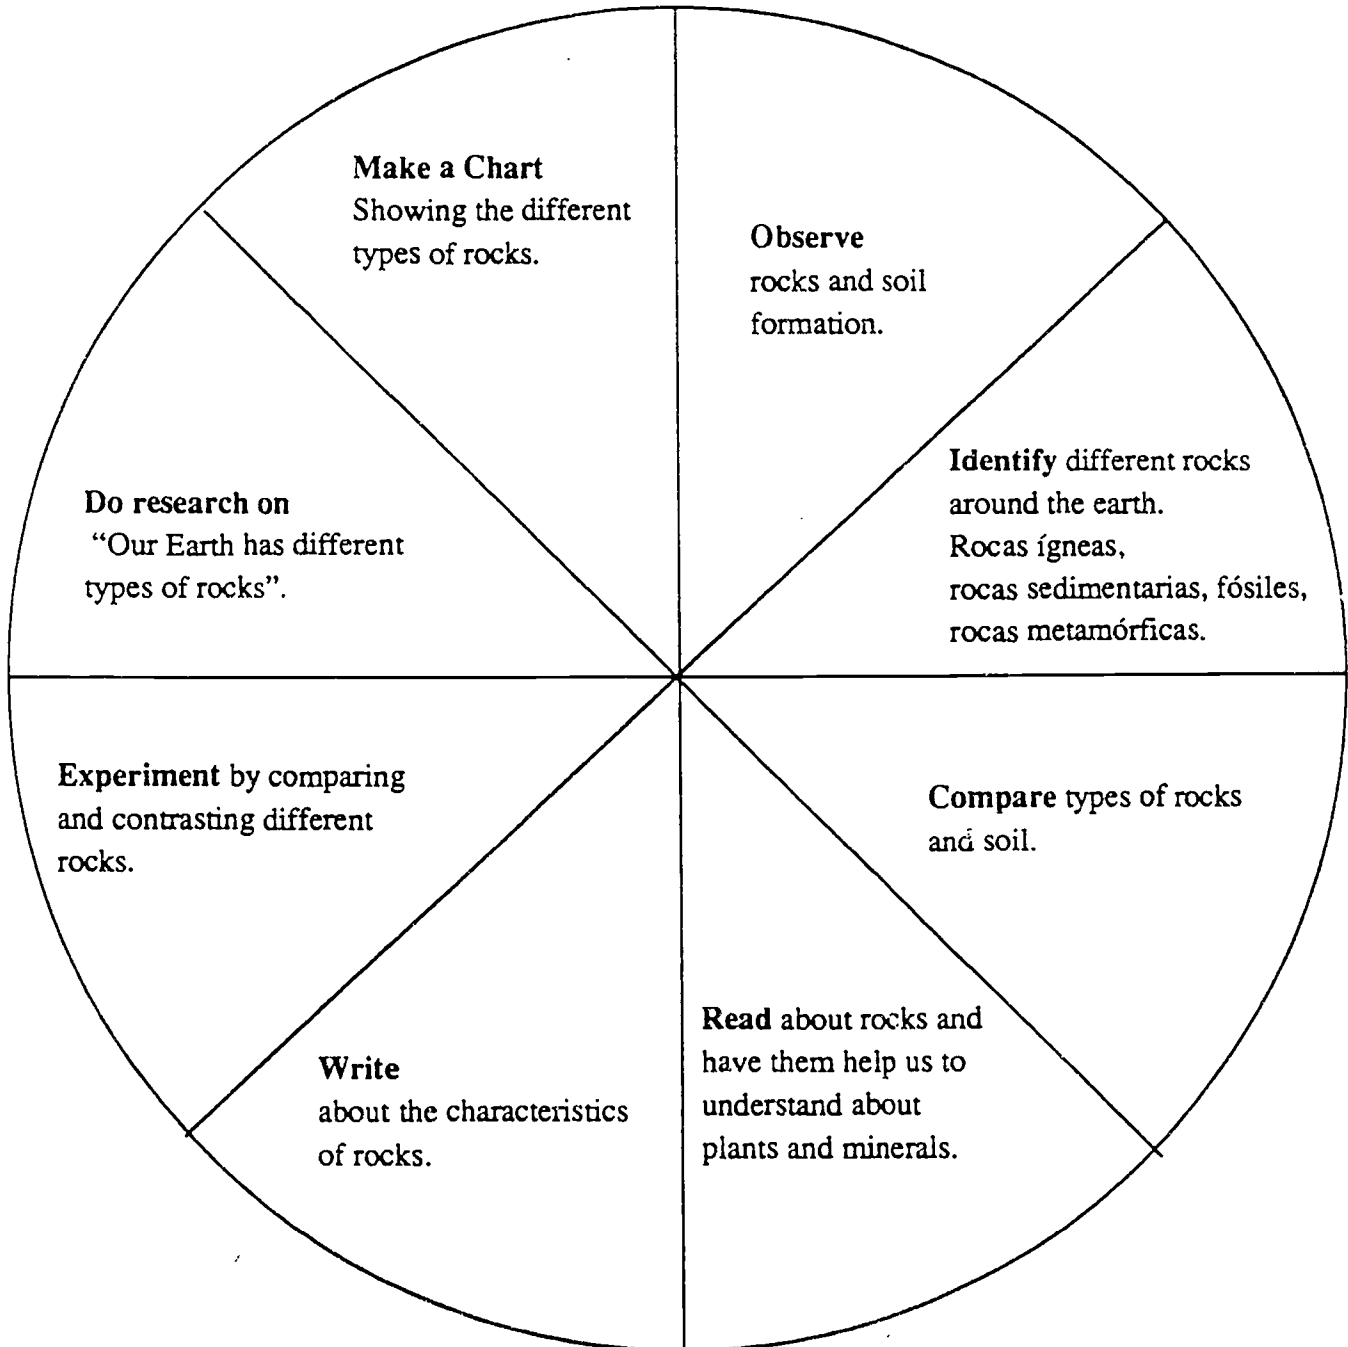 Make a Chart
Showing the different
types of rocks.
Observe
rocks and soil
formation.
Identify different rocks
around the earth.
Rocas ígneas,
rocas sedimentarias, fósiles,
rocas metamórficas.
Compare types of rocks
and soil.
Read about rocks and
have them help us to
understand about
plants and minerals.
Write
about the characteristics
of rocks.
Experiment by comparing
and contrasting different
rocks.
Do research on
“Our Earth has different
types of rocks”.